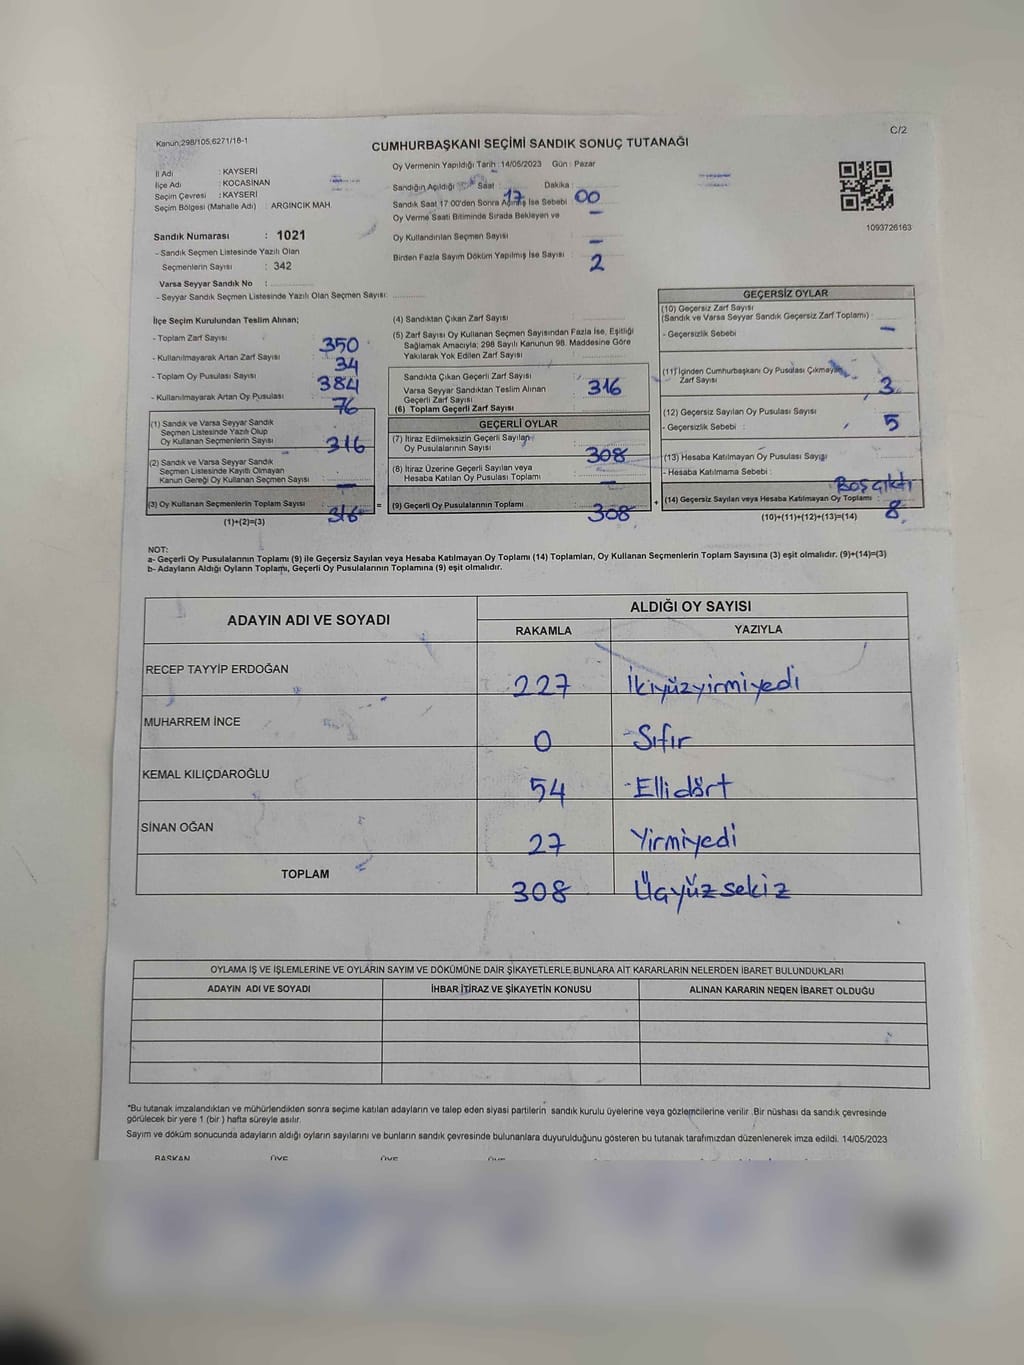 Kanun,298/105,6271/18-1
C/2
CUMHURBAŞKANI SEÇİMİ SANDIK SONUÇ TUTANAĞI
İl Adı : KAYSERİ
İlçe Adı : KOCASİNAN
Seçim Çevresi : KAYSERİ
Seçim Bölgesi (Mahalle Adı) : ARGINCIK MAH.
Oy Vermenin Yapıldığı Tarih : 14/05/2023 Gün : Pazar
Sandığın Açıldığı Saat : 17 Dakika : 00
Sandık Saat 17:00'den Sonra Açılmış İse Sebebi : —
Oy Verme Saati Bitiminde Sırada Bekleyen ve
Oy Kullandırılan Seçmen Sayısı : —
Birden Fazla Sayım Döküm Yapılmış İse Sayısı : 2
1093726163
Sandık Numarası : 1021
- Sandık Seçmen Listesinde Yazılı Olan
Seçmenlerin Sayısı : 342
Varsa Seyyar Sandık No :
- Seyyar Sandık Seçmen Listesinde Yazılı Olan Seçmen Sayısı:
İlçe Seçim Kurulundan Teslim Alınan;
- Toplam Zarf Sayısı : 350
- Kullanılmayarak Artan Zarf Sayısı : 34
- Toplam Oy Pusulası Sayısı : 384
- Kullanılmayarak Artan Oy Pusulası : 76
(1) Sandık ve Varsa Seyyar Sandık
Seçmen Listesinde Yazılı Olup
Oy Kullanan Seçmenlerin Sayısı : 316
(2) Sandık ve Varsa Seyyar Sandık
Seçmen Listesinde Kayıtlı Olmayan
Kanun Gereği Oy Kullanan Seçmen Sayısı : —
(3) Oy Kullanan Seçmenlerin Toplam Sayısı : 316
(1)+(2)=(3)
(4) Sandıktan Çıkan Zarf Sayısı :
(5) Zarf Sayısı Oy Kullanan Seçmen Sayısından Fazla İse, Eşitliği
Sağlamak Amacıyla; 298 Sayılı Kanunun 98. Maddesine Göre
Yakılarak Yok Edilen Zarf Sayısı :
Sandıkta Çıkan Geçerli Zarf Sayısı : 316
Varsa Seyyar Sandıktan Teslim Alınan
Geçerli Zarf Sayısı
(6) Toplam Geçerli Zarf Sayısı
GEÇERLİ OYLAR
(7) İtiraz Edilmeksizin Geçerli Sayılan
Oy Pusulası Sayısı : 308
(8) İtiraz Üzerine Geçerli Sayılan veya
Hesaba Katılan Oy Pusulası Toplamı : —
= (9) Geçerli Oy Pusulalarının Toplamı 308 +
GEÇERSİZ OYLAR
(10) Geçersiz Zarf Sayısı
(Sandık ve Varsa Seyyar Sandık Geçersiz Zarf Toplamı) : —
- Geçersizlik Sebebi :
(11) İçinden Cumhurbaşkanı Oy Pusulası Çıkmayan
Zarf Sayısı : 3
(12) Geçersiz Sayılan Oy Pusulası Sayısı : 5
- Geçersizlik Sebebi :
(13) Hesaba Katılmayan Oy Pusulası Sayısı :
- Hesaba Katılmama Sebebi : Boş çıktı
(14) Geçersiz Sayılan veya Hesaba Katılmayan Oy Toplamı : 8
(10)+(11)+(12)+(13)=(14)
NOT:
a- Geçerli Oy Pusulalarının Toplamı (9) ile Geçersiz Sayılan veya Hesaba Katılmayan Oy Toplamı (14) Toplamları, Oy Kullanan Seçmenlerin Toplam Sayısına (3) eşit olmalıdır. (9)+(14)=(3)
b- Adayların Aldığı Oyların Toplamı, Geçerli Oy Pusulalarının Toplamına (9) eşit olmalıdır.
ADAYIN ADI VE SOYADI
ALDIĞI OY SAYISI
RAKAMLA YAZIYLA
RECEP TAYYİP ERDOĞAN 227 İkiyüzyirmiyedi
MUHARREM İNCE 0 Sıfır
KEMAL KILIÇDAROĞLU 54 Ellidört
SİNAN OĞAN 27 Yirmiyedi
TOPLAM 308 Üçyüzsekiz
OYLAMA İŞ VE İŞLEMLERİNE VE OYLARIN SAYIM VE DÖKÜMÜNE DAİR ŞİKAYETLERLE BUNLARA AİT KARARLARIN NELERDEN İBARET BULUNDUKLARI
ADAYIN ADI VE SOYADI İHBAR İTİRAZ VE ŞİKAYETİN KONUSU ALINAN KARARIN NEDEN İBARET OLDUĞU
*Bu tutanak imzalandıktan ve mühürlendikten sonra seçime katılan adayların ve talep eden siyasi partilerin sandık kurulu üyelerine veya gözlemcilerine verilir .Bir nüshası da sandık çevresinde
görülecek bir yere 1 (bir ) hafta süreyle asılır.
Sayım ve döküm sonucunda adayların aldığı oyların sayılarını ve bunların sandık çevresinde bulunanlara duyurulduğunu gösteren bu tutanak tarafımızdan düzenlenerek imza edildi. 14/05/2023
BAŞKAN ÜYE ÜYE ÜYE